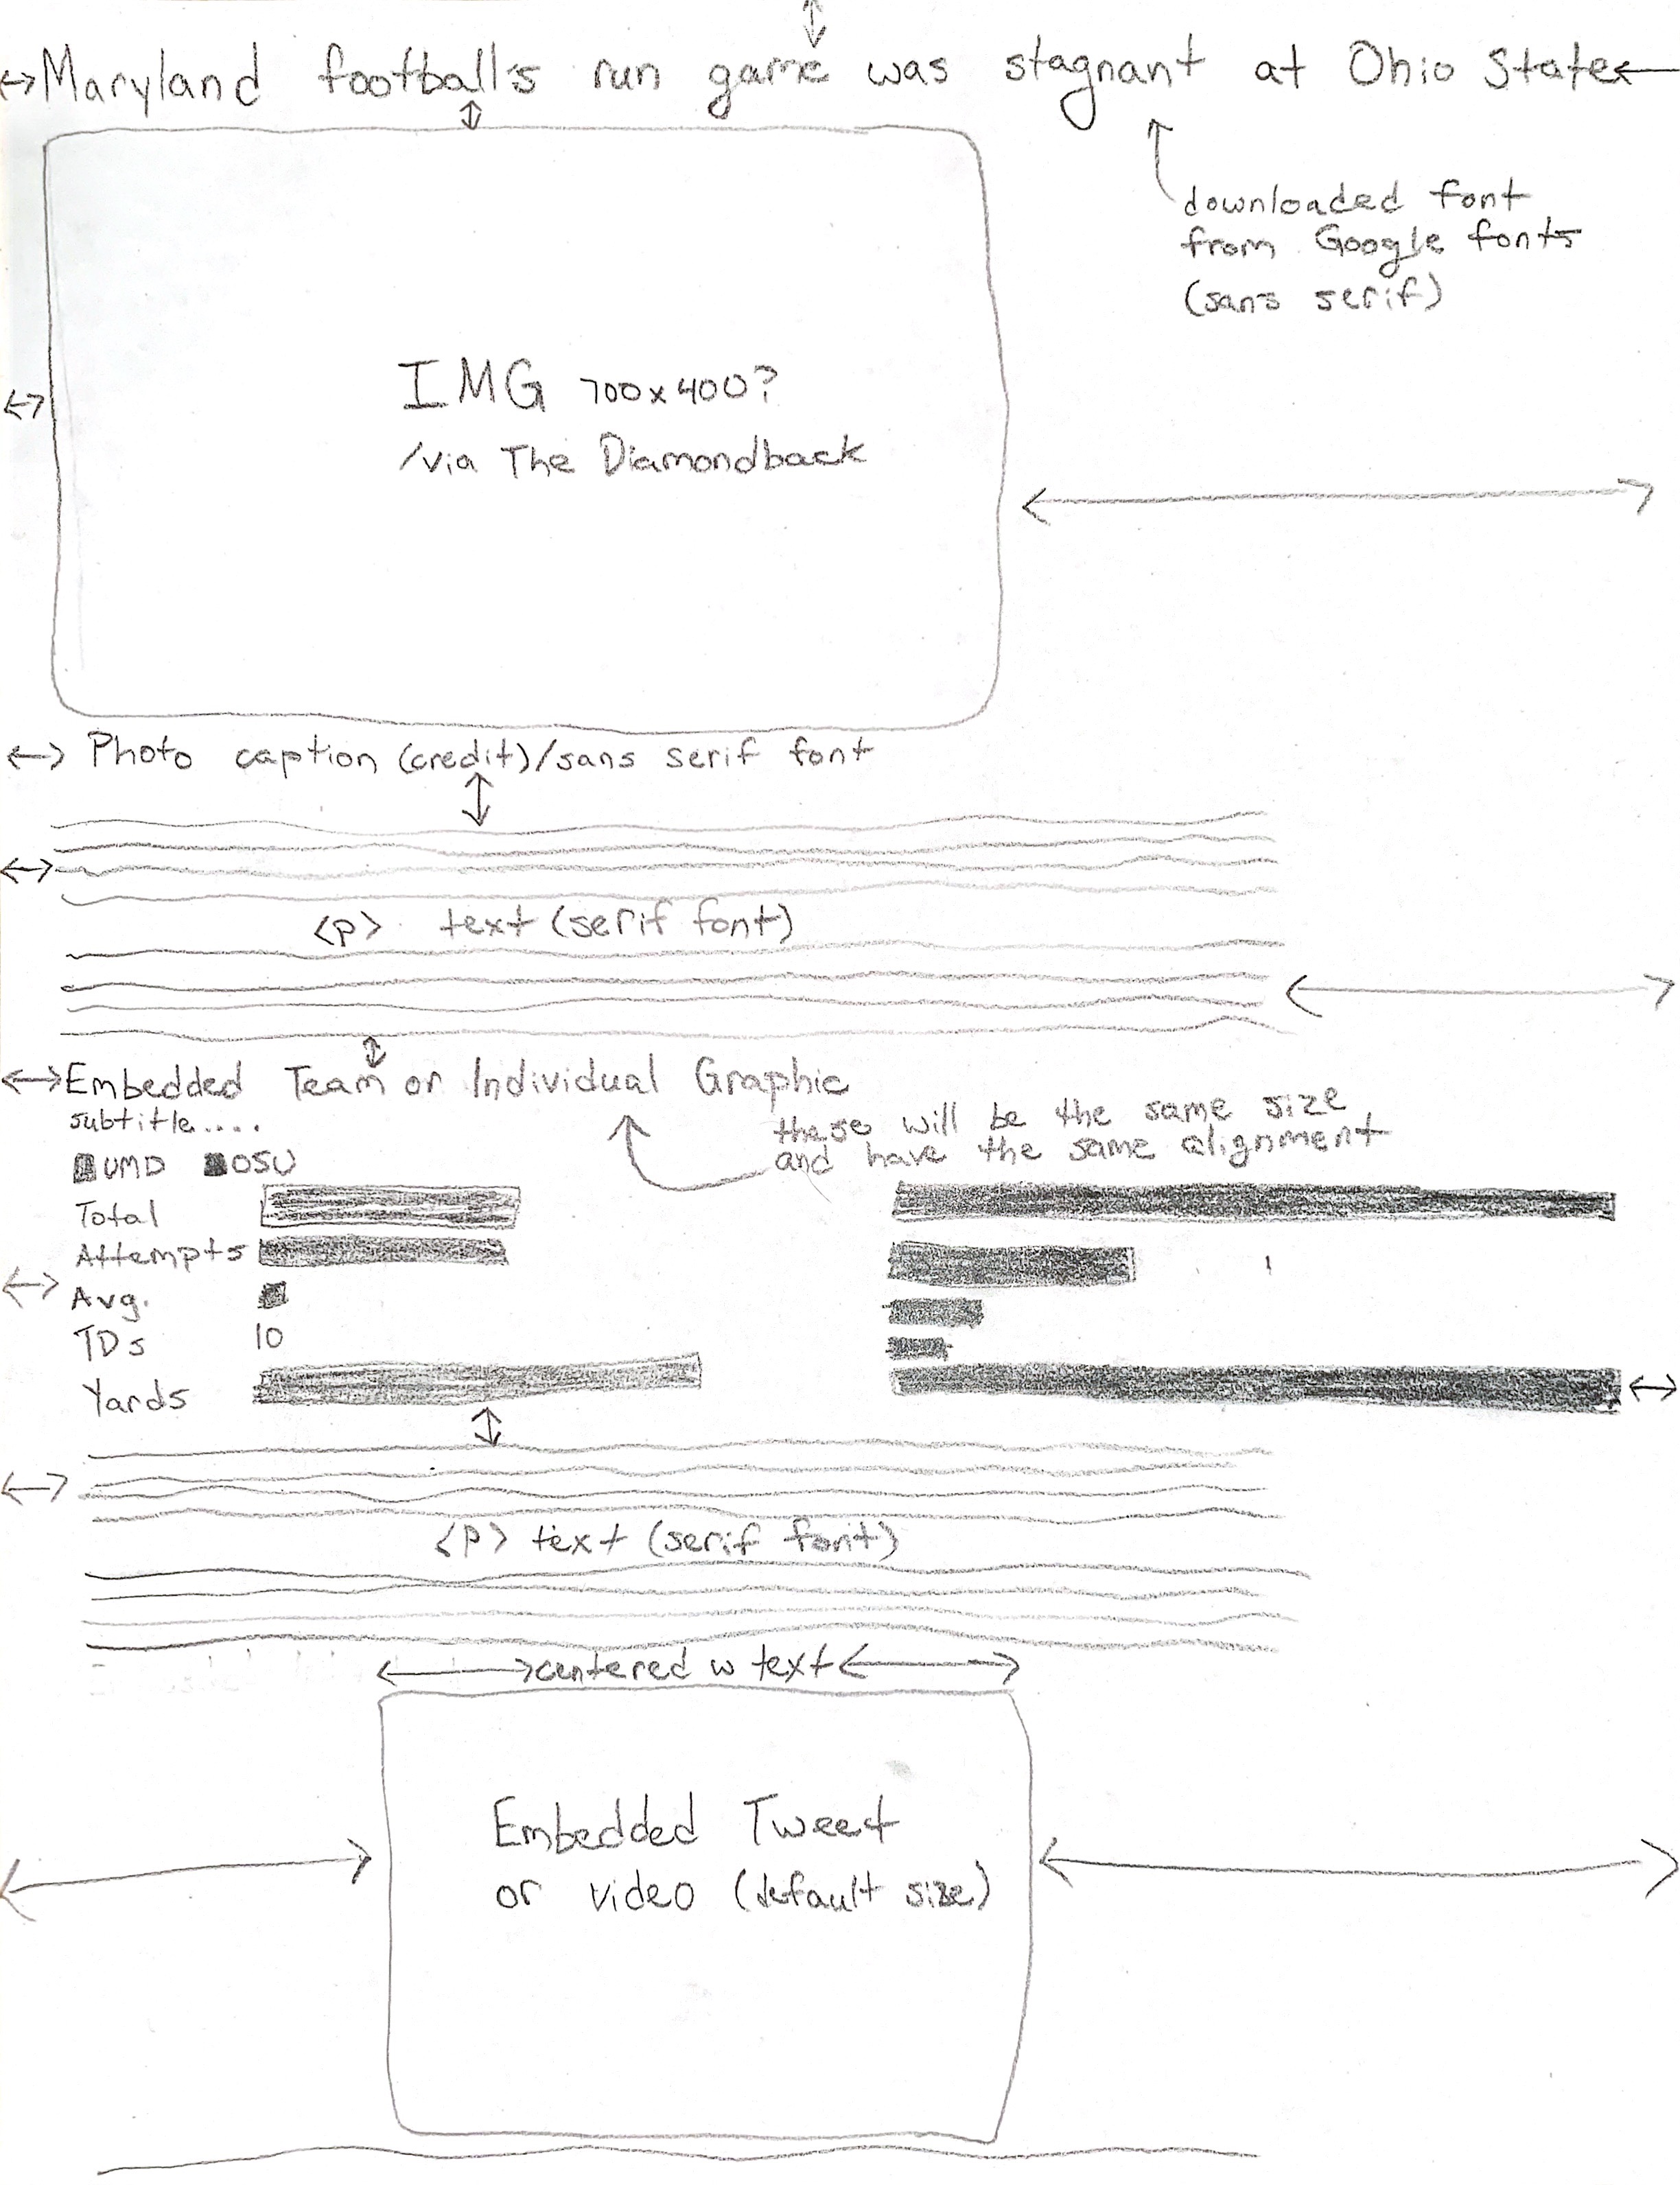 Maryland football's run game was stagnant at Ohio State
downloaded font
from Google fonts
(sans serif)
IMG 700x400?
/via The Diamondback
Photo caption (credit)/sans serif font
<p> text (serif font)
Embedded Team or Individual Graphic
subtitle....
these will be the same size,
and have the same alignment
UMD OSU
Total
Attempts
Avg.
TDs 10
Yards
<p> text (serif font)
centered w text
Embedded Tweet
or video (default size)